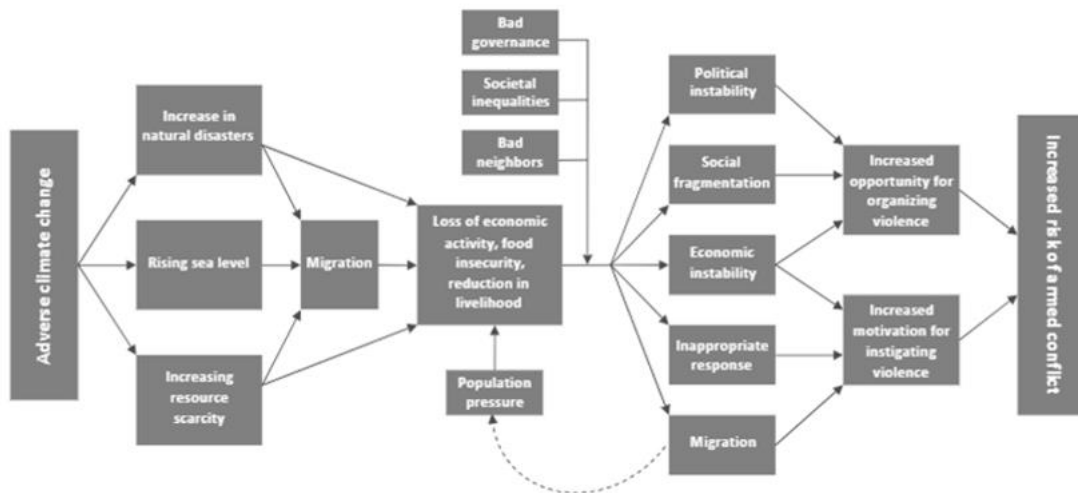 Adverse climate change
Increase in
natural disasters
Rising sea level
Increasing
resource
scarcity
Migration
Bad
governance
Societal
inequalities
Bad
neighbors
Loss of economic
activity, food
insecurity,
reduction in
livelihood
Population
pressure
Political
instability
Social
fragmentation
Economic
instability
Inappropriate
response
Migration
Increased
opportunity for
organizing
violence
Increased
motivation for
instigating
violence
Increased risk of armed conflict